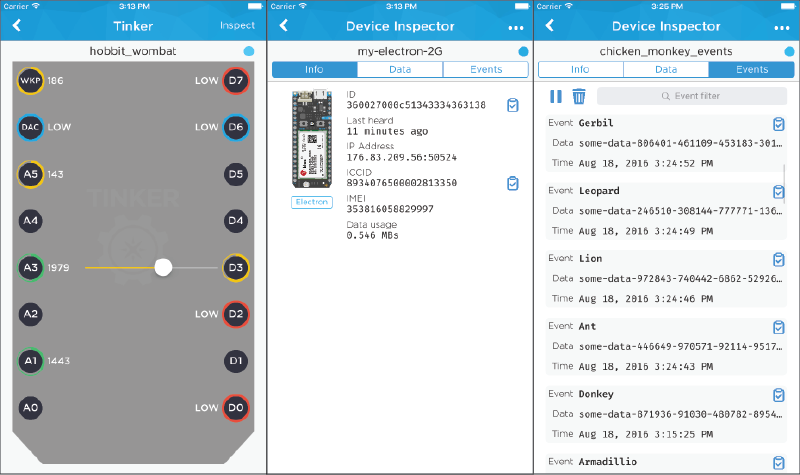 Carrier 3:13 PM
Tinker Inspect
hobbit_wombat
WKP 186 LOW D7
DAC LOW LOW D6
A5 143 D5
TINKER
A4 D4
A3 1979 D3
A2 LOW D2
A1 1443 D1
A0 LOW D0
Carrier 3:13 PM
Device Inspector
my-electron-2G
Info Data Events
ID
360027000c51343334363138
Last heard
11 minutes ago
IP Address
176.83.209.56:50524
ICCID
8934076500002813350
Electron
IMEI
353816058829997
Data usage
0.546 MBs
Carrier 3:25 PM
Device Inspector
chicken_monkey_events
Info Data Events
Event filter
Event Gerbil
Data some-data-806401-461109-453183-301…
Time Aug 18, 2016 3:24:52 PM
Event Leopard
Data some-data-246510-308144-777771-136…
Time Aug 18, 2016 3:24:49 PM
Event Lion
Data some-data-972843-740442-6862-52926…
Time Aug 18, 2016 3:24:46 PM
Event Ant
Data some-data-446649-970571-92114-9517…
Time Aug 18, 2016 3:24:43 PM
Event Donkey
Data some-data-871936-91030-480782-8954…
Time Aug 18, 2016 3:15:25 PM
Event Armadillio